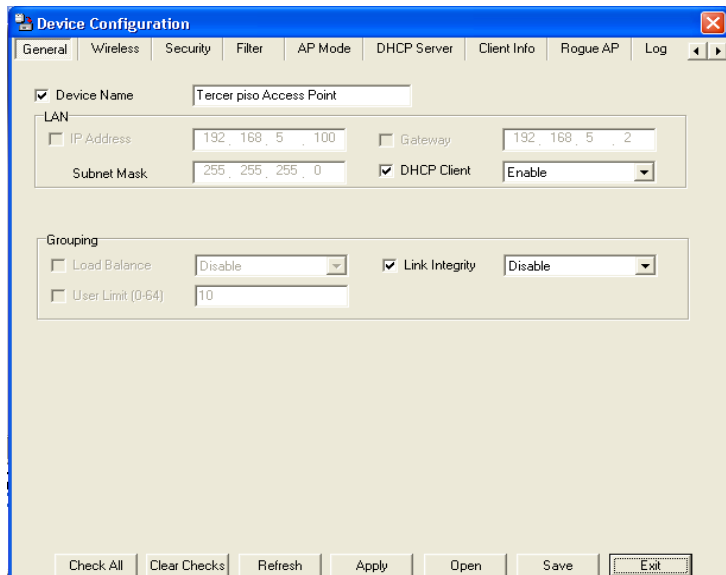 Device Configuration
General Wireless Security Filter AP Mode DHCP Server Client Info Rogue AP Log
Device Name Tercer piso Access Point
LAN
IP Address 192 . 168 . 5 . 100 Gateway 192 . 168 . 5 . 2
Subnet Mask 255 . 255 . 255 . 0 DHCP Client Enable
Grouping
Load Balance Disable Link Integrity Disable
User Limit (0-64) 10
Check All Clear Checks Refresh Apply Open Save Exit